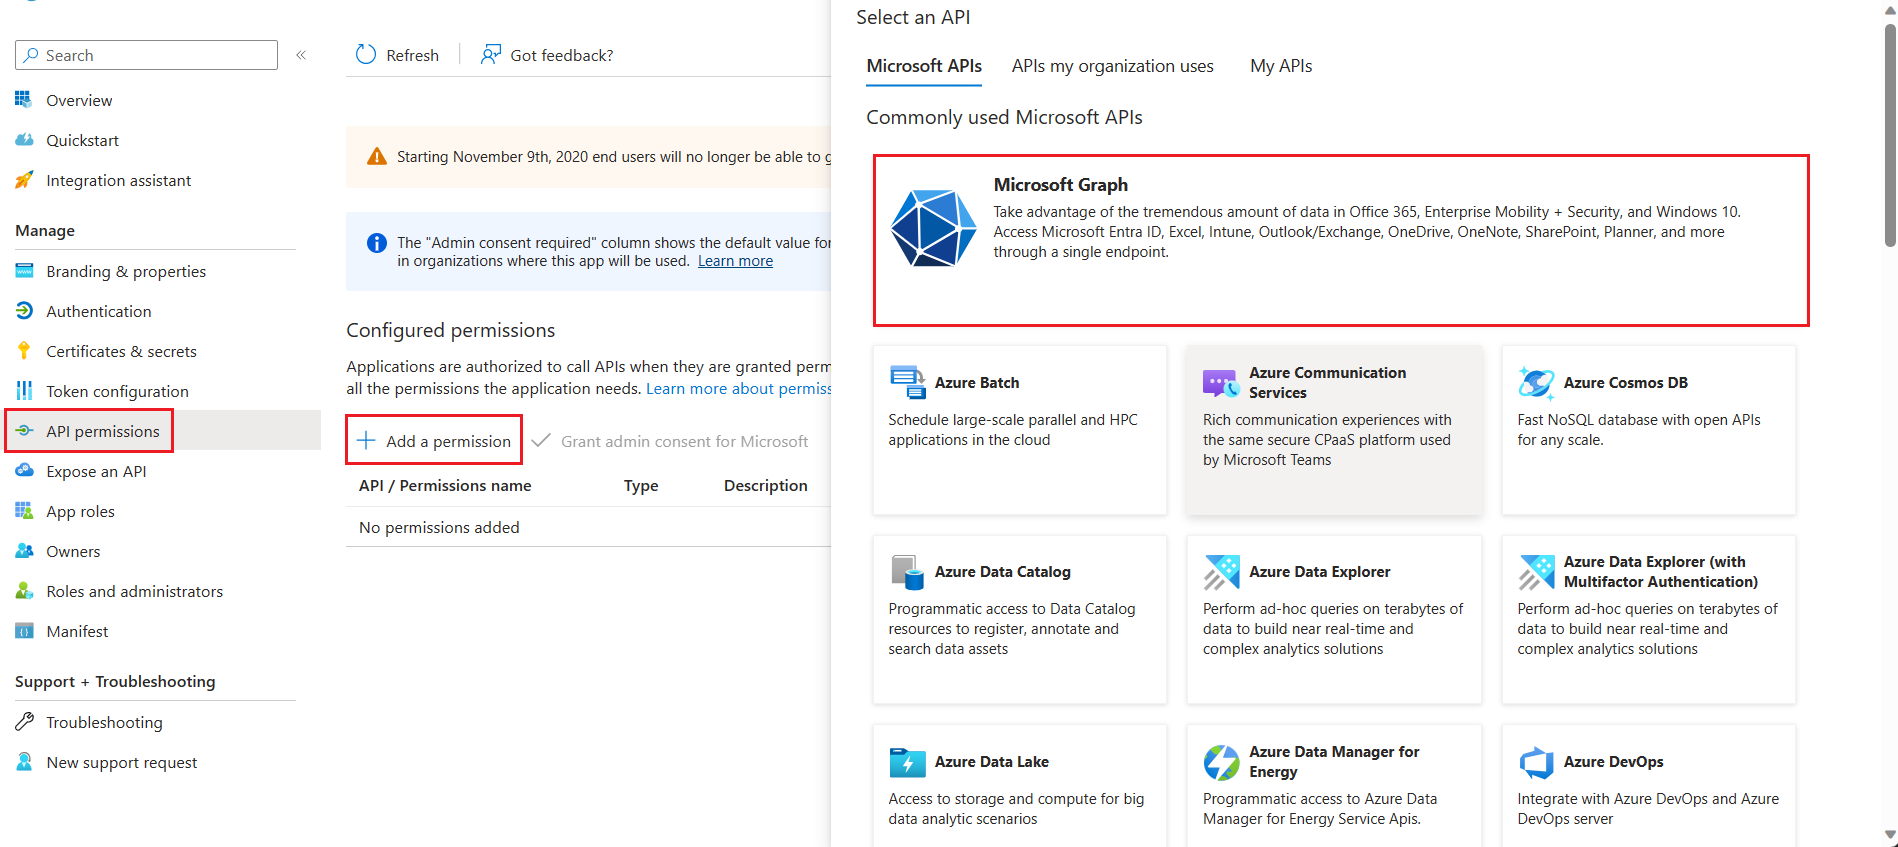 Search
«
Overview
Quickstart
Integration assistant
Manage
Branding & properties
Authentication
Certificates & secrets
Token configuration
API permissions
Expose an API
App roles
Owners
Roles and administrators
Manifest
Support + Troubleshooting
Troubleshooting
New support request
Refresh
Got feedback?
Starting November 9th, 2020 end users will no longer be able to g
The "Admin consent required" column shows the default value for
in organizations where this app will be used. Learn more
Configured permissions
Applications are authorized to call APIs when they are granted perm
all the permissions the application needs. Learn more about permiss
Add a permission
Grant admin consent for Microsoft
API / Permissions name Type Description
No permissions added
Select an API
Microsoft APIs APIs my organization uses My APIs
Commonly used Microsoft APIs
Microsoft Graph
Take advantage of the tremendous amount of data in Office 365, Enterprise Mobility + Security, and Windows 10.
Access Microsoft Entra ID, Excel, Intune, Outlook/Exchange, OneDrive, OneNote, SharePoint, Planner, and more
through a single endpoint.
Azure Batch
Schedule large-scale parallel and HPC
applications in the cloud
Azure Communication
Services
Rich communication experiences with
the same secure CPaaS platform used
by Microsoft Teams
Azure Cosmos DB
Fast NoSQL database with open APIs
for any scale.
Azure Data Catalog
Programmatic access to Data Catalog
resources to register, annotate and
search data assets
Azure Data Explorer
Perform ad-hoc queries on terabytes of
data to build near real-time and
complex analytics solutions
Azure Data Explorer (with
Multifactor Authentication)
Perform ad-hoc queries on terabytes of
data to build near real-time and
complex analytics solutions
Azure Data Lake
Access to storage and compute for big
data analytic scenarios
Azure Data Manager for
Energy
Programmatic access to Azure Data
Manager for Energy Service Apis.
Azure DevOps
Integrate with Azure DevOps and Azure
DevOps server